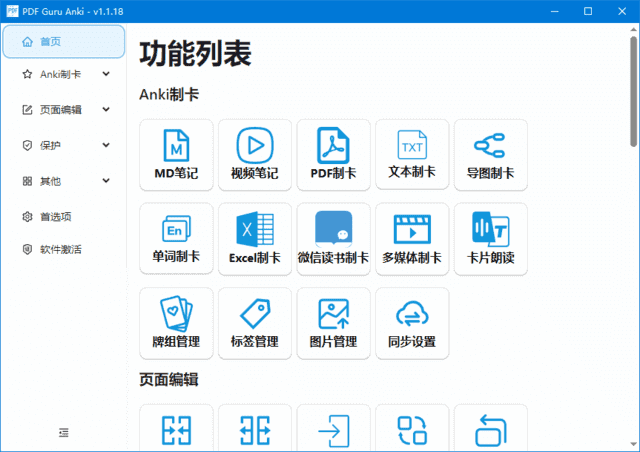 PDF Guru Anki - v1.1.18
首页
Anki制卡
页面编辑
保护
其他
首选项
软件激活
功能列表
Anki制卡
M
TXT
MD笔记 视频笔记 PDF制卡 文本制卡 导图制卡
En
X
T
单词制卡 Excel制卡 微信读书制卡 多媒体制卡 卡片朗读
牌组管理 标签管理 图片管理 同步设置
页面编辑